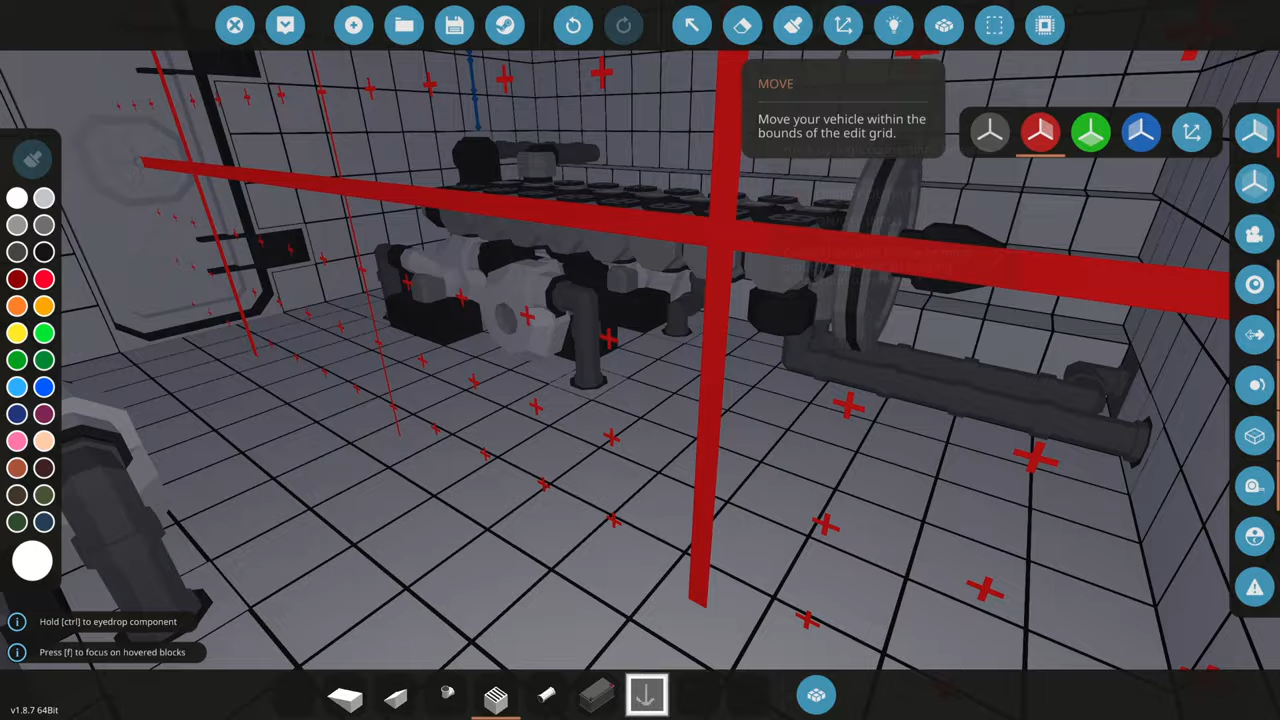 MOVE
Move your vehicle within the
bounds of the edit grid.
Hold [ctrl] to eyedrop component
Press [f] to focus on hovered blocks
v1.8.7 64Bit